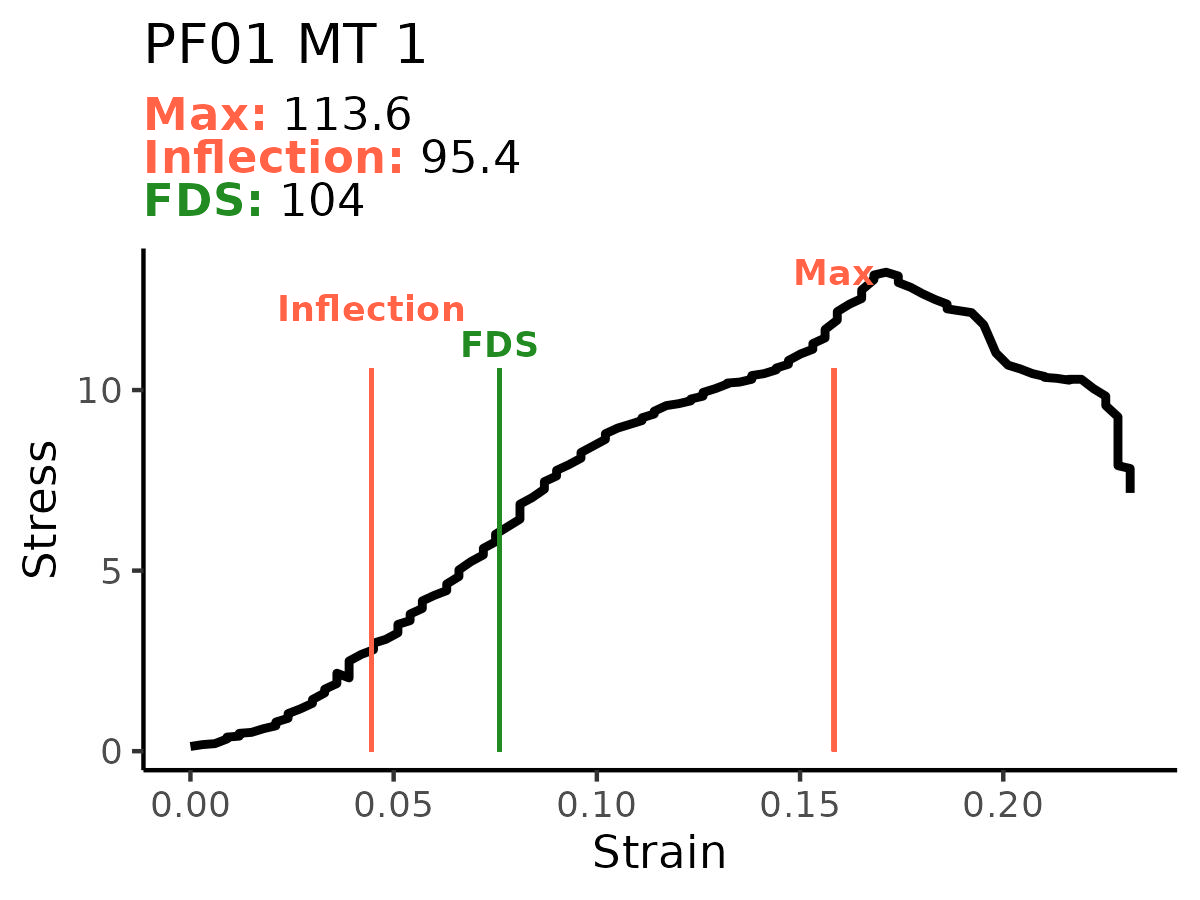 PF01 MT 1
Max: 113.6
Inflection: 95.4
FDS: 104
Max
Inflection
FDS
10
5
0
Stress
0.00 0.05 0.10 0.15 0.20
Strain